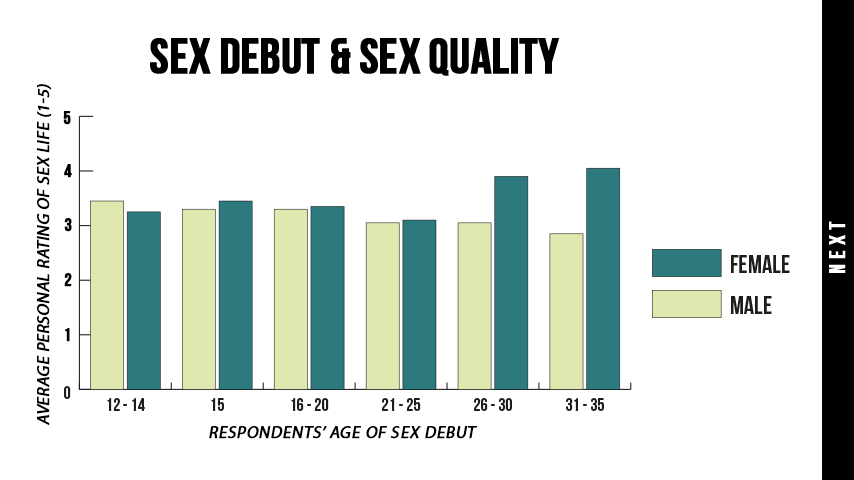 SEX DEBUT & SEX QUALITY
AVERAGE PERSONAL RATING OF SEX LIFE (1-5)
5
4
3
2
1
0
12 - 14
15
16 - 20
21 - 25
26 - 30
31 - 35
RESPONDENTS' AGE OF SEX DEBUT
FEMALE
MALE
NEXT